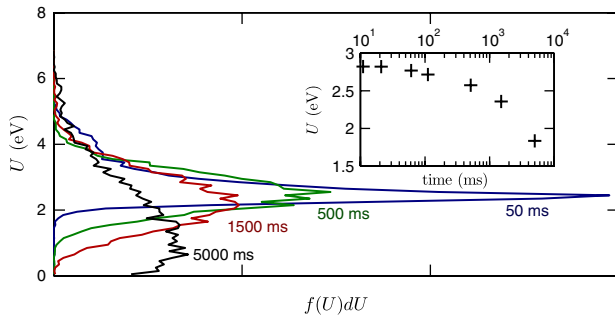 8
6
4
2
0
U (eV)
f(U)dU
50 ms
500 ms
1500 ms
5000 ms
10¹ 10² 10³ 10⁴
3
2.5
2
1.5
U (eV)
time (ms)